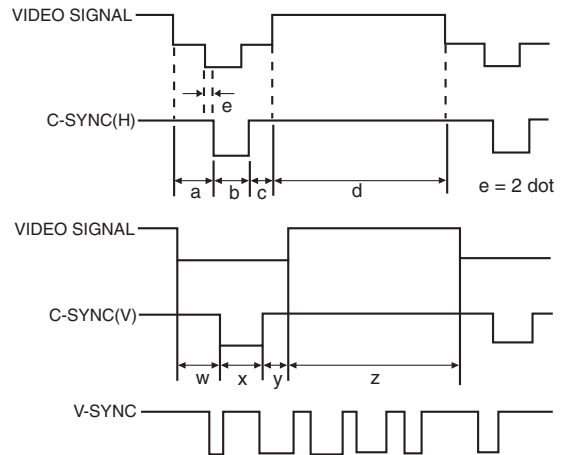 VIDEO SIGNAL
e
C-SYNC(H)
a b c d e = 2 dot
VIDEO SIGNAL
C-SYNC(V)
w x y z
V-SYNC